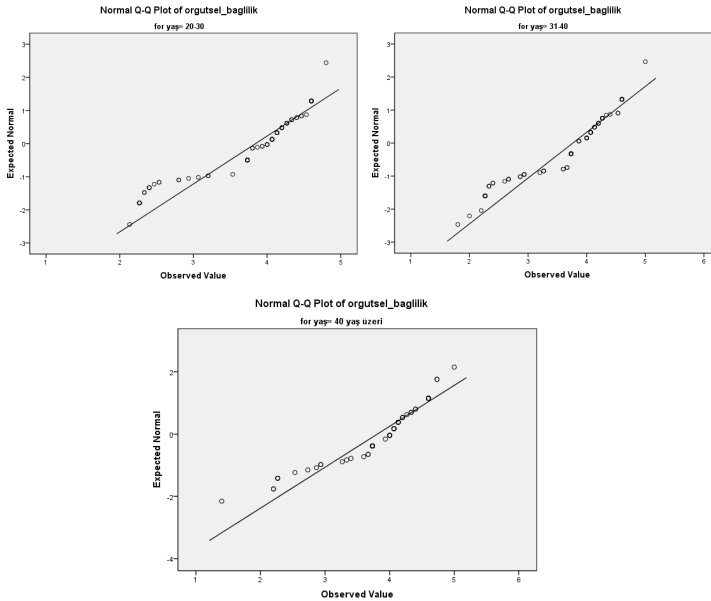 Normal Q-Q Plot of orgutsel_baglilik
for yaş= 20-30
3
2
1
0
-1
-2
-3
Expected Normal
1 2 3 4 5
Observed Value
Normal Q-Q Plot of orgutsel_baglilik
for yaş= 31-40
3
2
1
0
-1
-2
-3
Expected Normal
1 2 3 4 5 6
Observed Value
Normal Q-Q Plot of orgutsel_baglilik
for yaş= 40 yaş üzeri
2
0
-2
-4
Expected Normal
1 2 3 4 5 6
Observed Value